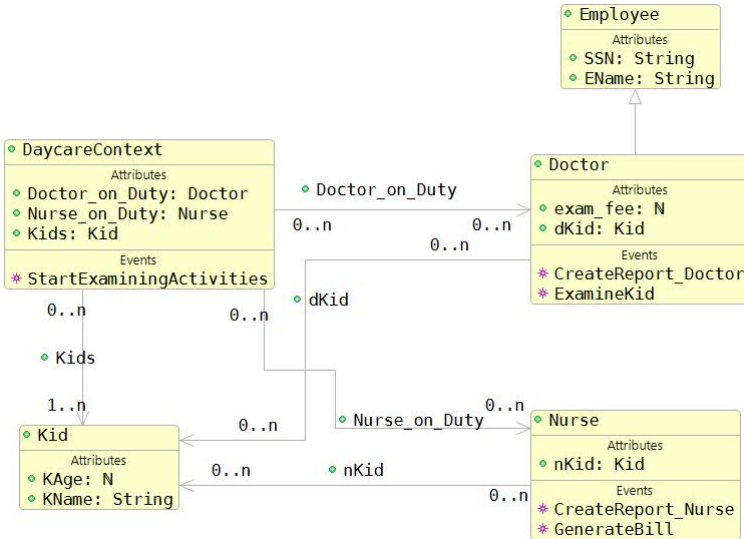 Employee
Attributes
SSN: String
EName: String
DaycareContext
Attributes
Doctor_on_Duty: Doctor
Nurse_on_Duty: Nurse
Kids: Kid
Events
StartExaminingActivities
Doctor_on_Duty
0..n
0..n
Doctor
Attributes
exam_fee: ℕ
dKid: Kid
Events
CreateReport_Doctor
ExamineKid
0..n
dKid
0..n
0..n
0..n
Kids
1..n
Nurse_on_Duty
0..n
Kid
Attributes
KAge: ℕ
KName: String
0..n
nKid
0..n
Nurse
Attributes
nKid: Kid
Events
CreateReport_Nurse
GenerateBill